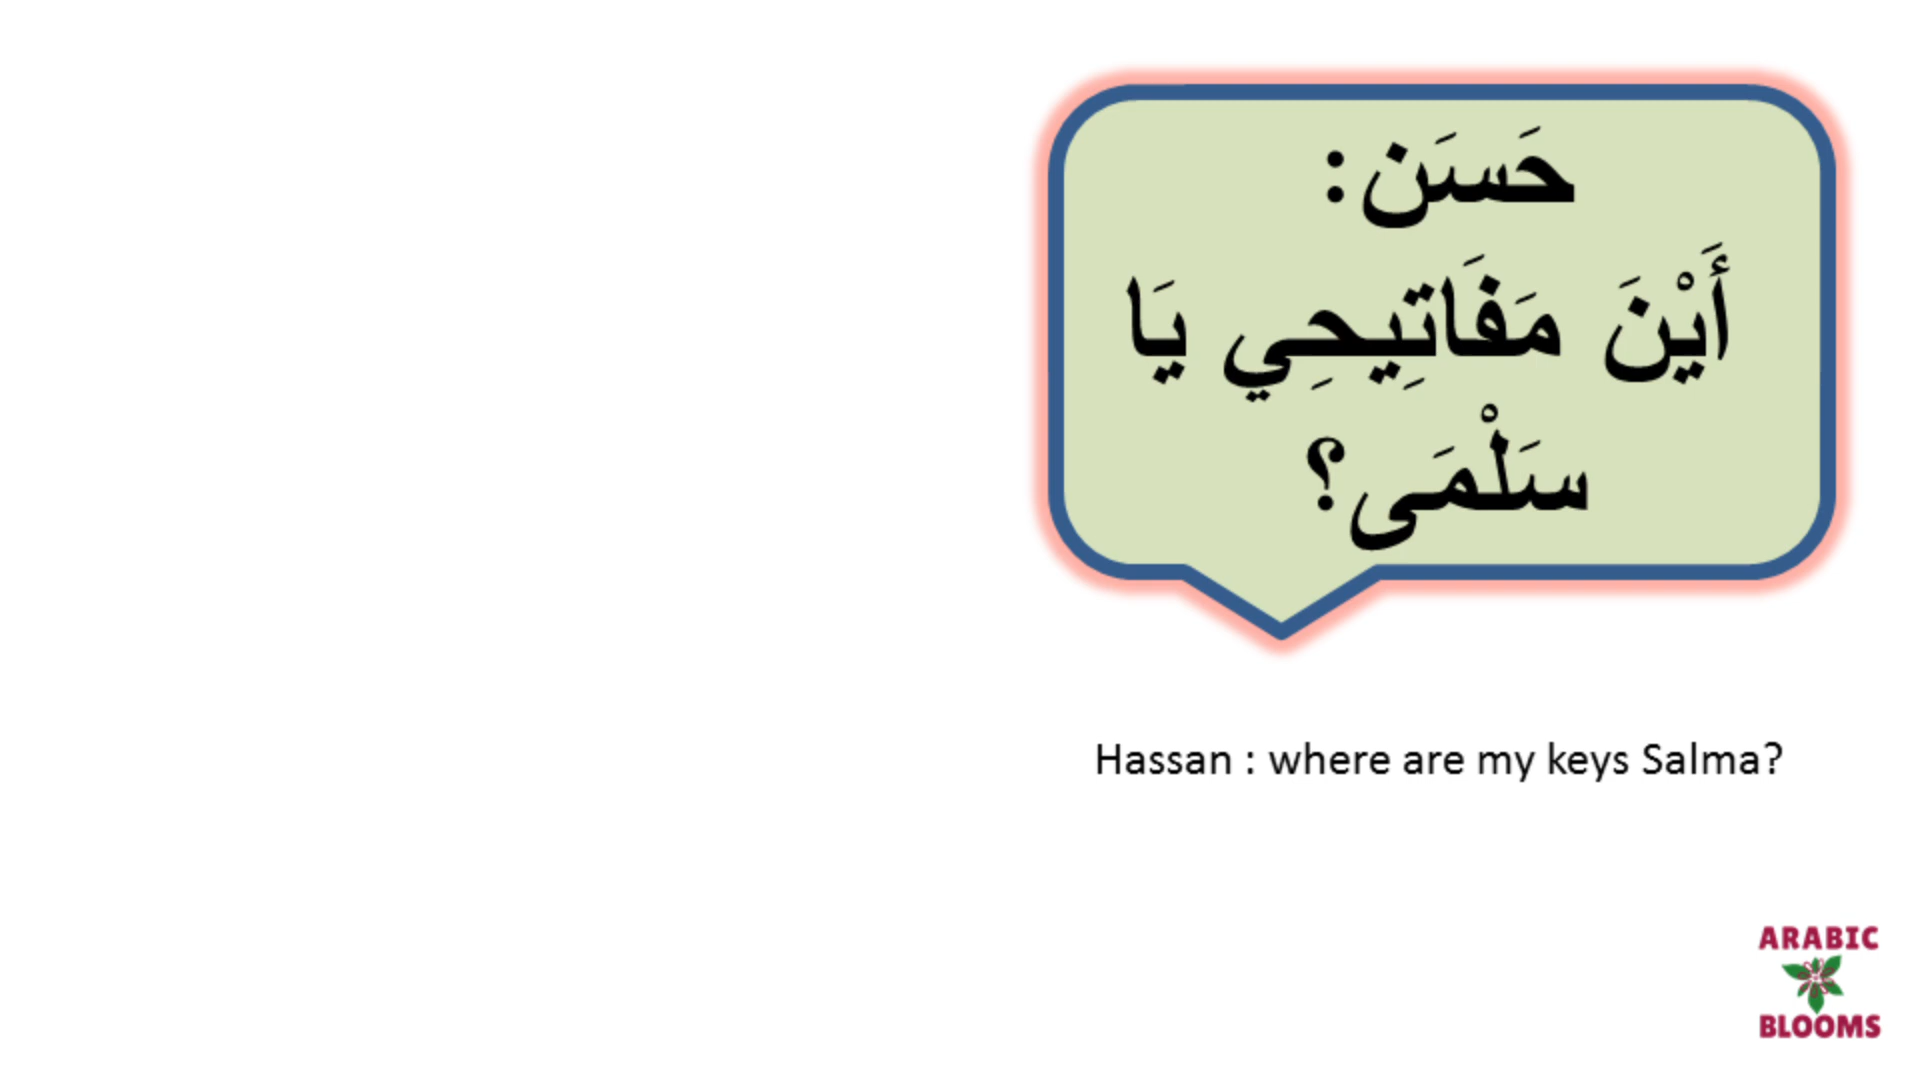 حَسَن:
أَيْنَ مَفَاتِيحِي يَا
سَلْمَى؟
Hassan : where are my keys Salma?
ARABIC
BLOOMS